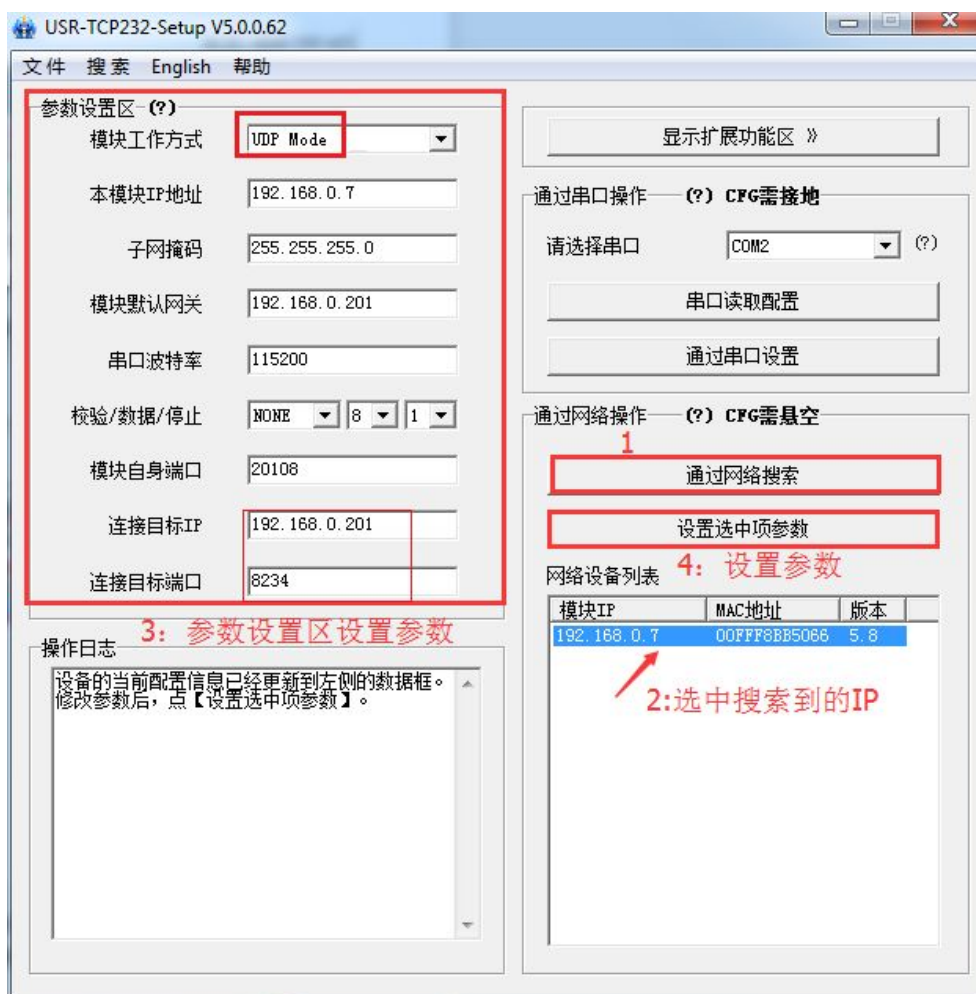 USR-TCP232-Setup V5.0.0.62
文件 搜索 English 帮助
参数设置区 (?)
模块工作方式 UDP Mode
本模块IP地址 192.168.0.7
子网掩码 255.255.255.0
模块默认网关 192.168.0.201
串口波特率 115200
校验/数据/停止 NONE 8 1
模块自身端口 20108
连接目标IP 192.168.0.201
连接目标端口 8234
3: 参数设置区设置参数
操作日志
设备的当前配置信息已经更新到左侧的数据框。
修改参数后,点【设置选中项参数】。
显示扩展功能区 》
通过串口操作 (?) CFG需接地
请选择串口 COM2 (?)
串口读取配置
通过串口设置
通过网络操作 (?) CFG需悬空
1
通过网络搜索
设置选中项参数
4: 设置参数
网络设备列表
模块IP MAC地址 版本
192.168.0.7 00FFF8BB5066 5.8
2:选中搜索到的IP